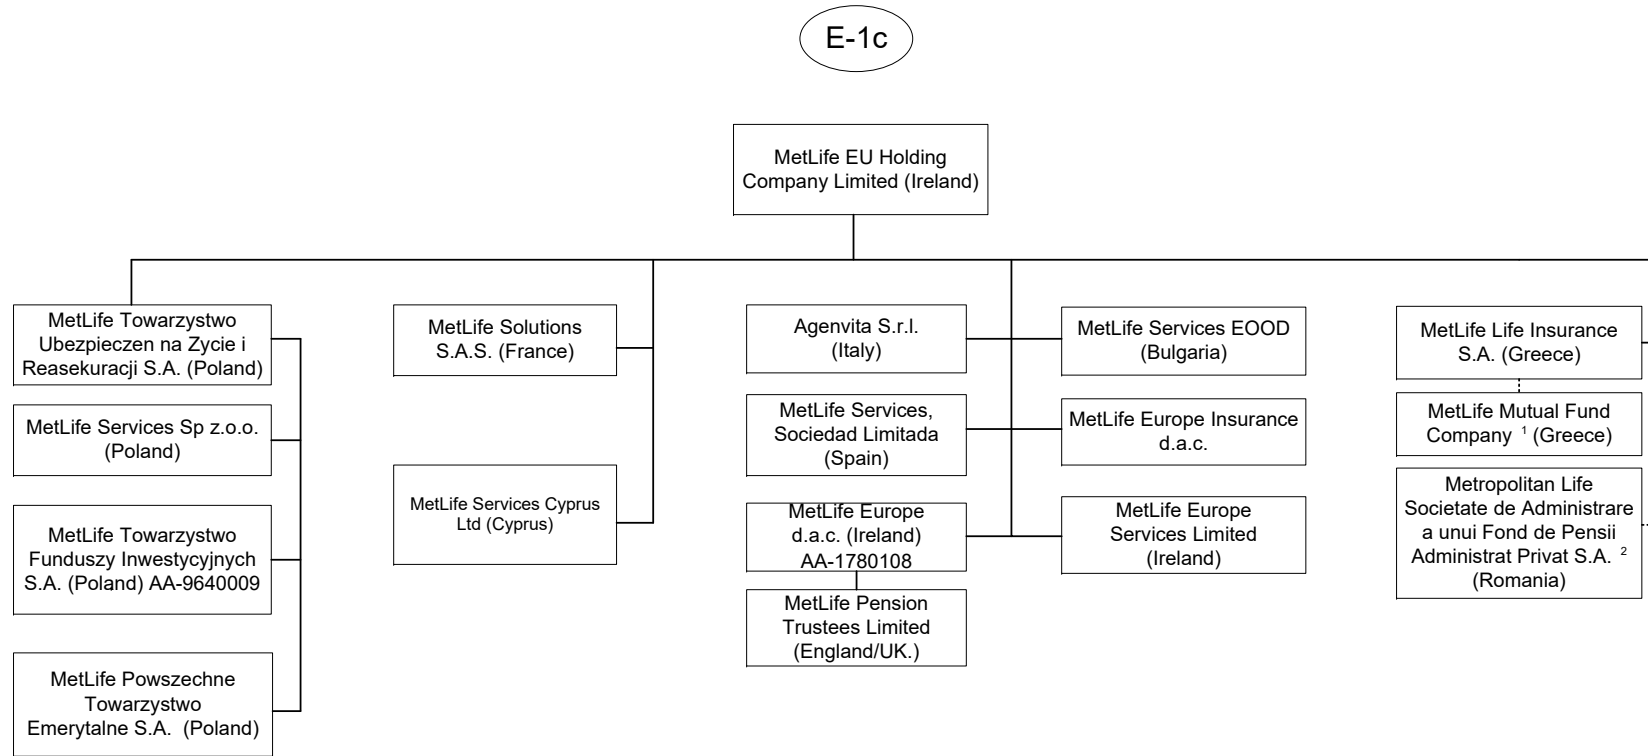 E-1c
MetLife EU Holding
Company Limited (Ireland)
MetLife Towarzystwo
Ubezpieczen na Zycie i
Reasekuracji S.A. (Poland)
MetLife Services Sp z.o.o.
(Poland)
MetLife Towarzystwo
Funduszy Inwestycyjnych
S.A. (Poland) AA-9640009
MetLife Powszechne
Towarzystwo
Emerytalne S.A. (Poland)
MetLife Solutions
S.A.S. (France)
MetLife Services Cyprus
Ltd (Cyprus)
Agenvita S.r.l.
(Italy)
MetLife Services,
Sociedad Limitada
(Spain)
MetLife Europe
d.a.c. (Ireland)
AA-1780108
MetLife Pension
Trustees Limited
(England/UK.)
MetLife Services EOOD
(Bulgaria)
MetLife Europe Insurance
d.a.c.
MetLife Europe
Services Limited
(Ireland)
MetLife Life Insurance
S.A. (Greece)
MetLife Mutual Fund
Company ¹ (Greece)
Metropolitan Life
Societate de Administrare
a unui Fond de Pensii
Administrat Privat S.A. ²
(Romania)